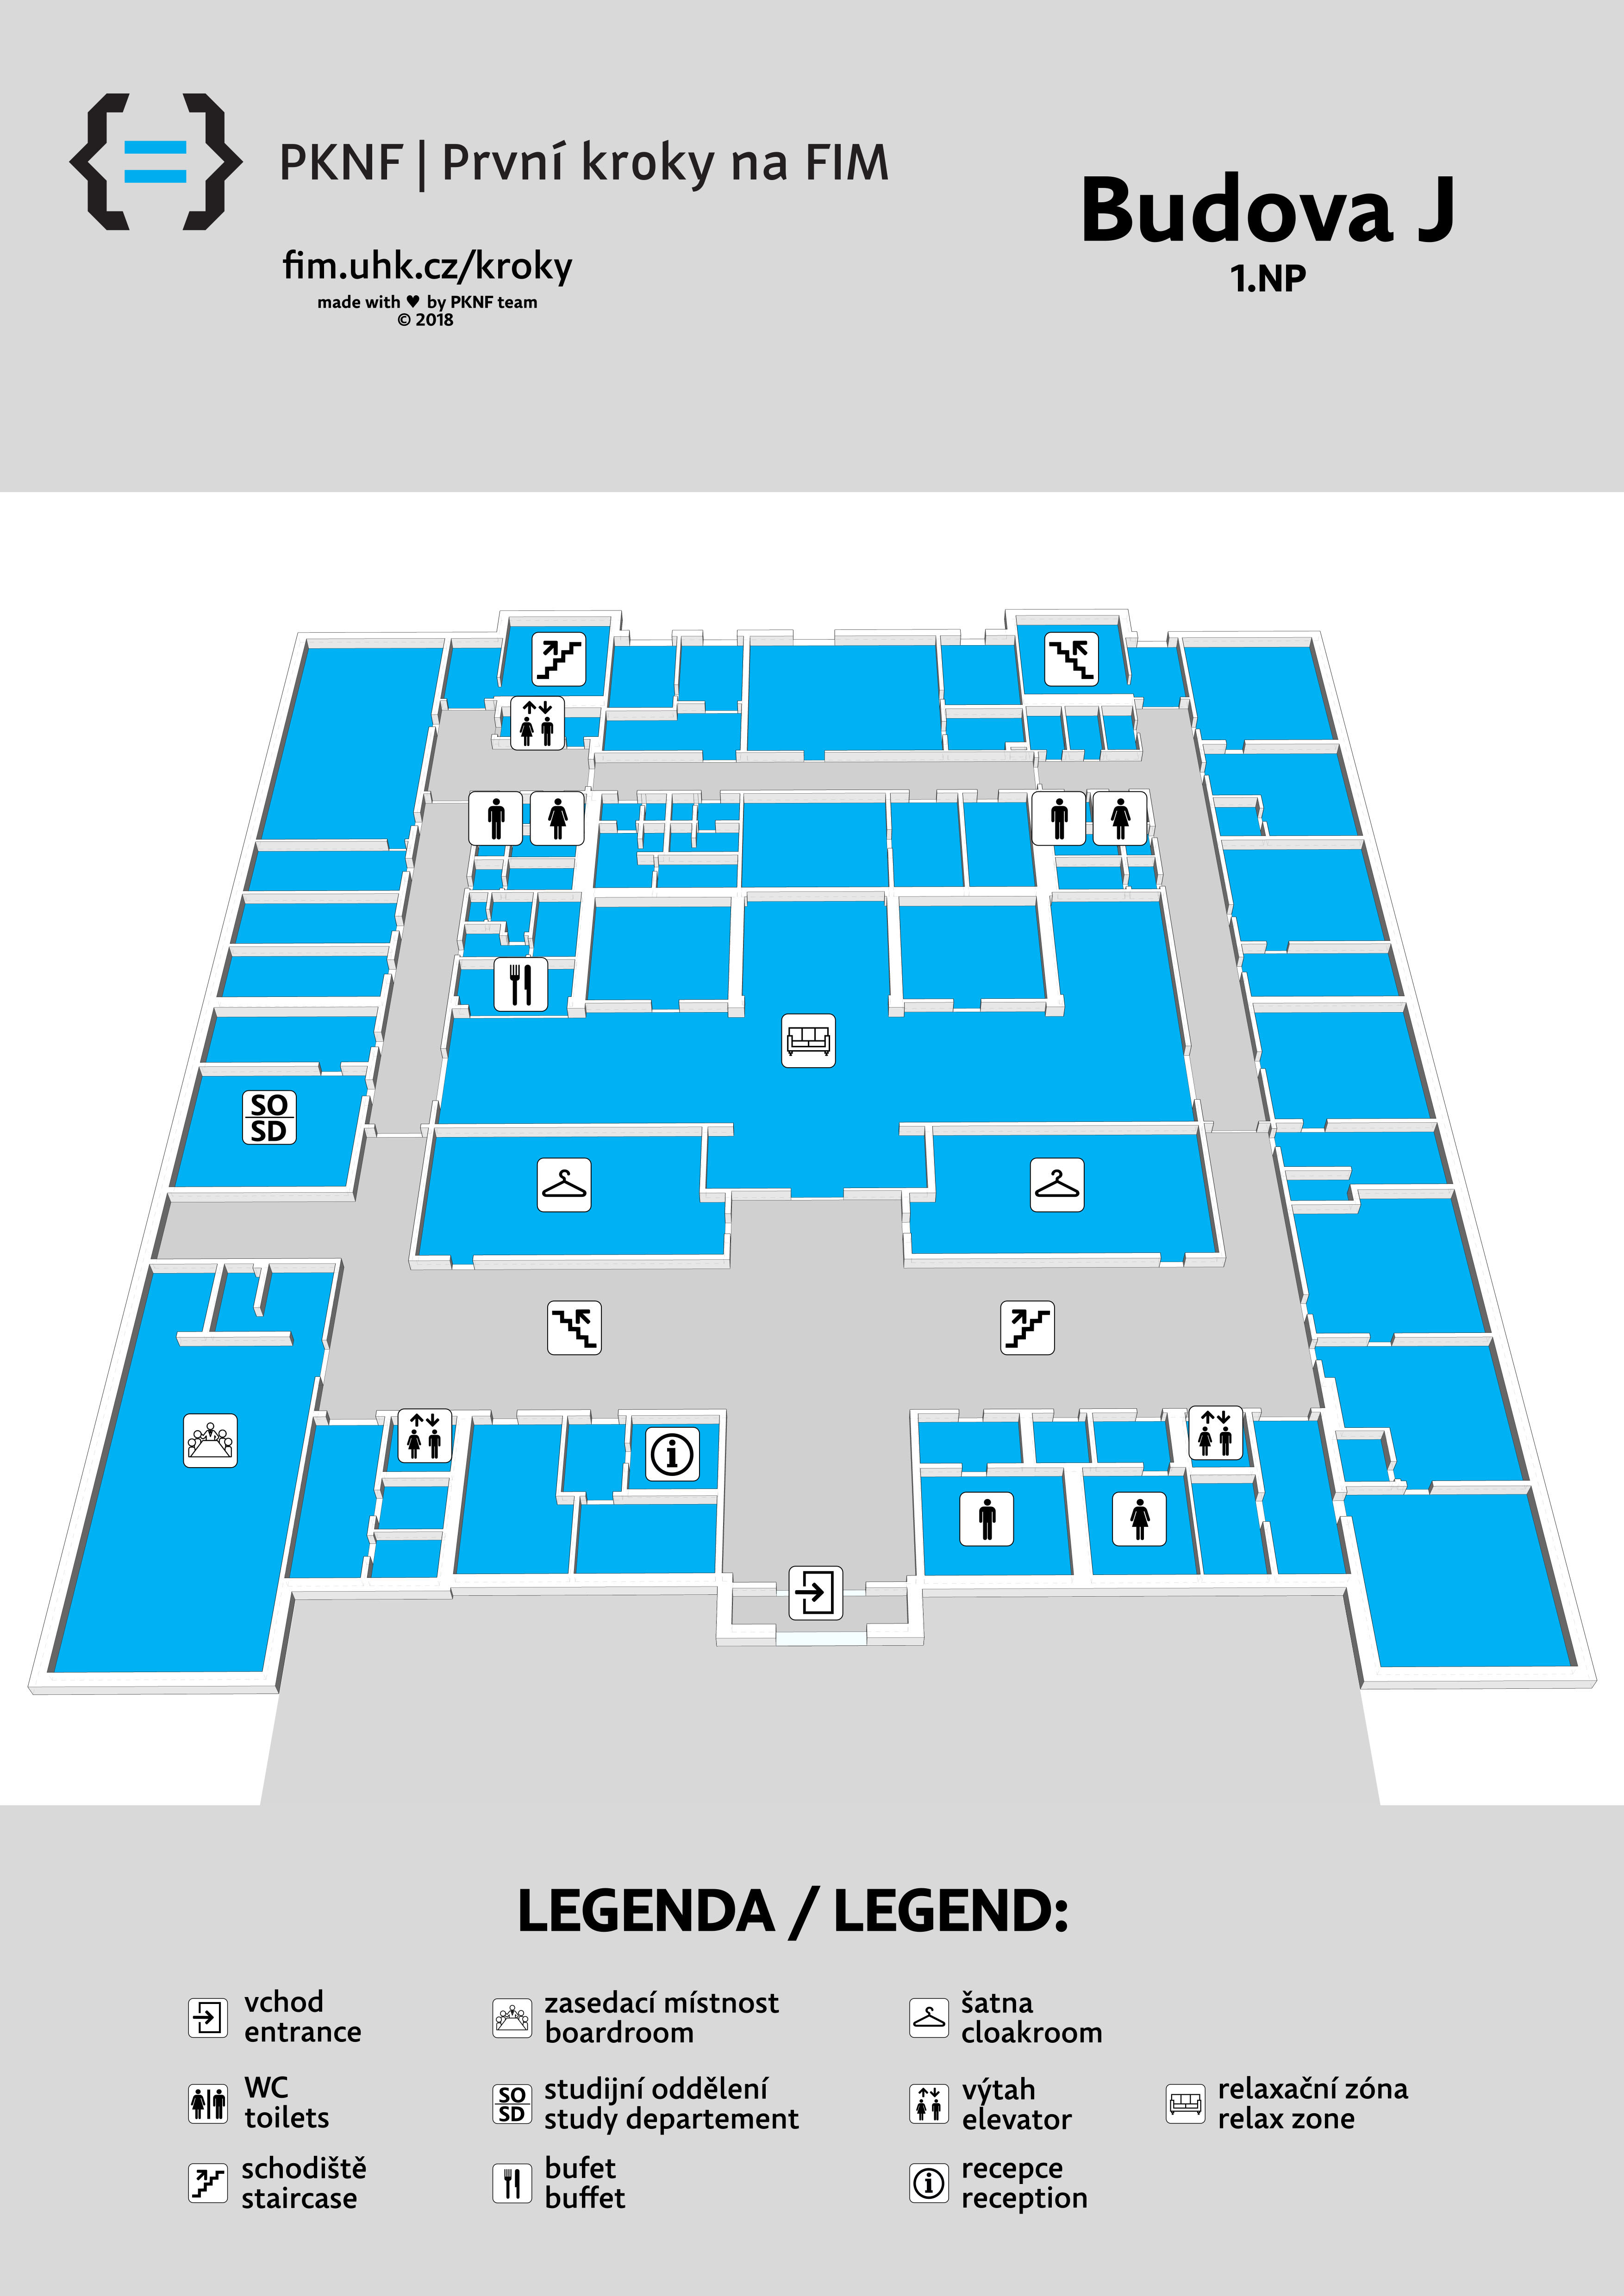 {=}
PKNF | První kroky na FIM
fim.uhk.cz/kroky
made with ♥ by PKNF team
© 2018
Budova J
1.NP
SO
SD
i
LEGENDA / LEGEND:
vchod
entrance
WC
toilets
schodiště
staircase
zasedací místnost
boardroom
SO
SD
studijní oddělení
study departement
bufet
buffet
šatna
cloakroom
výtah
elevator
i
recepce
reception
relaxační zóna
relax zone